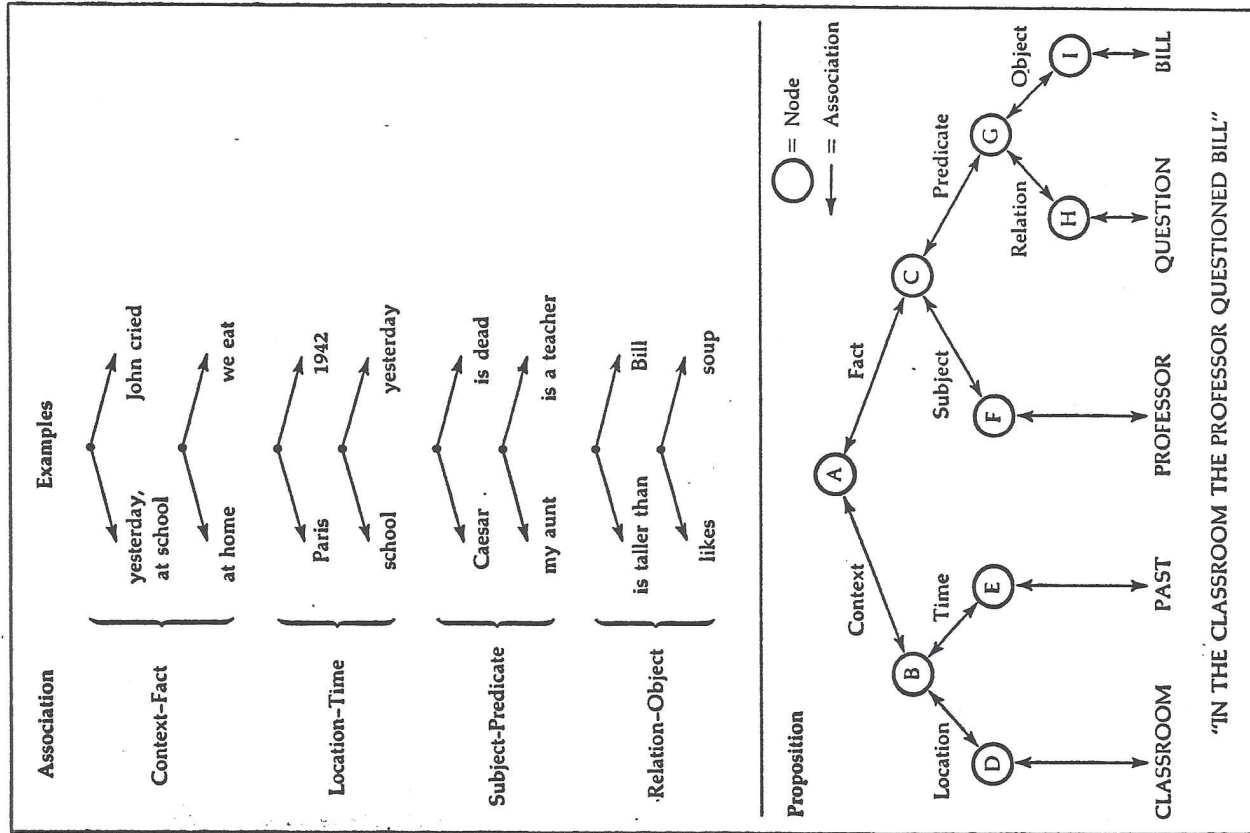 Association
Examples
Context–Fact
yesterday,
at school
John cried
at home
we eat
Location–Time
Paris
1942
school
yesterday
Subject–Predicate
Caesar
is dead
my aunt
is a teacher
Relation–Object
is taller than
Bill
likes
soup
Proposition
= Node
= Association
A
Context
Fact
B
C
Location
Time
Subject
Predicate
D
E
F
G
Relation
Object
H
I
CLASSROOM PAST PROFESSOR QUESTION BILL
"IN THE CLASSROOM THE PROFESSOR QUESTIONED BILL"